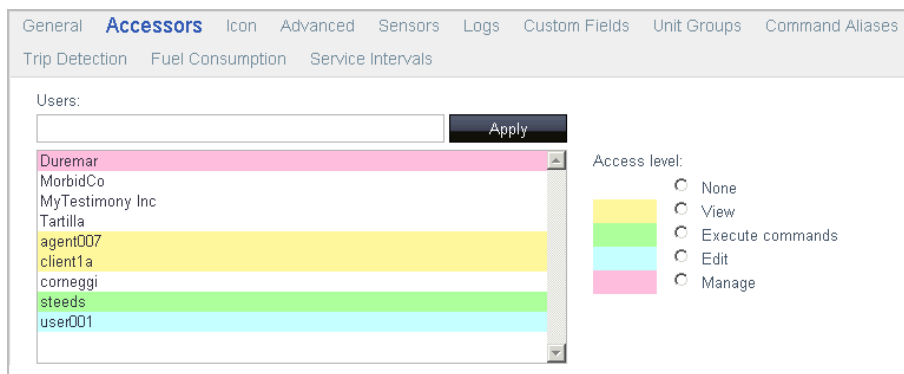 General Accessors Icon Advanced Sensors Logs Custom Fields Unit Groups Command Aliases
Trip Detection Fuel Consumption Service Intervals
Users:
Apply
Duremar
MorbidCo
MyTestimony Inc
Tartilla
agent007
client1a
corneggi
steeds
user001
Access level:
None
View
Execute commands
Edit
Manage